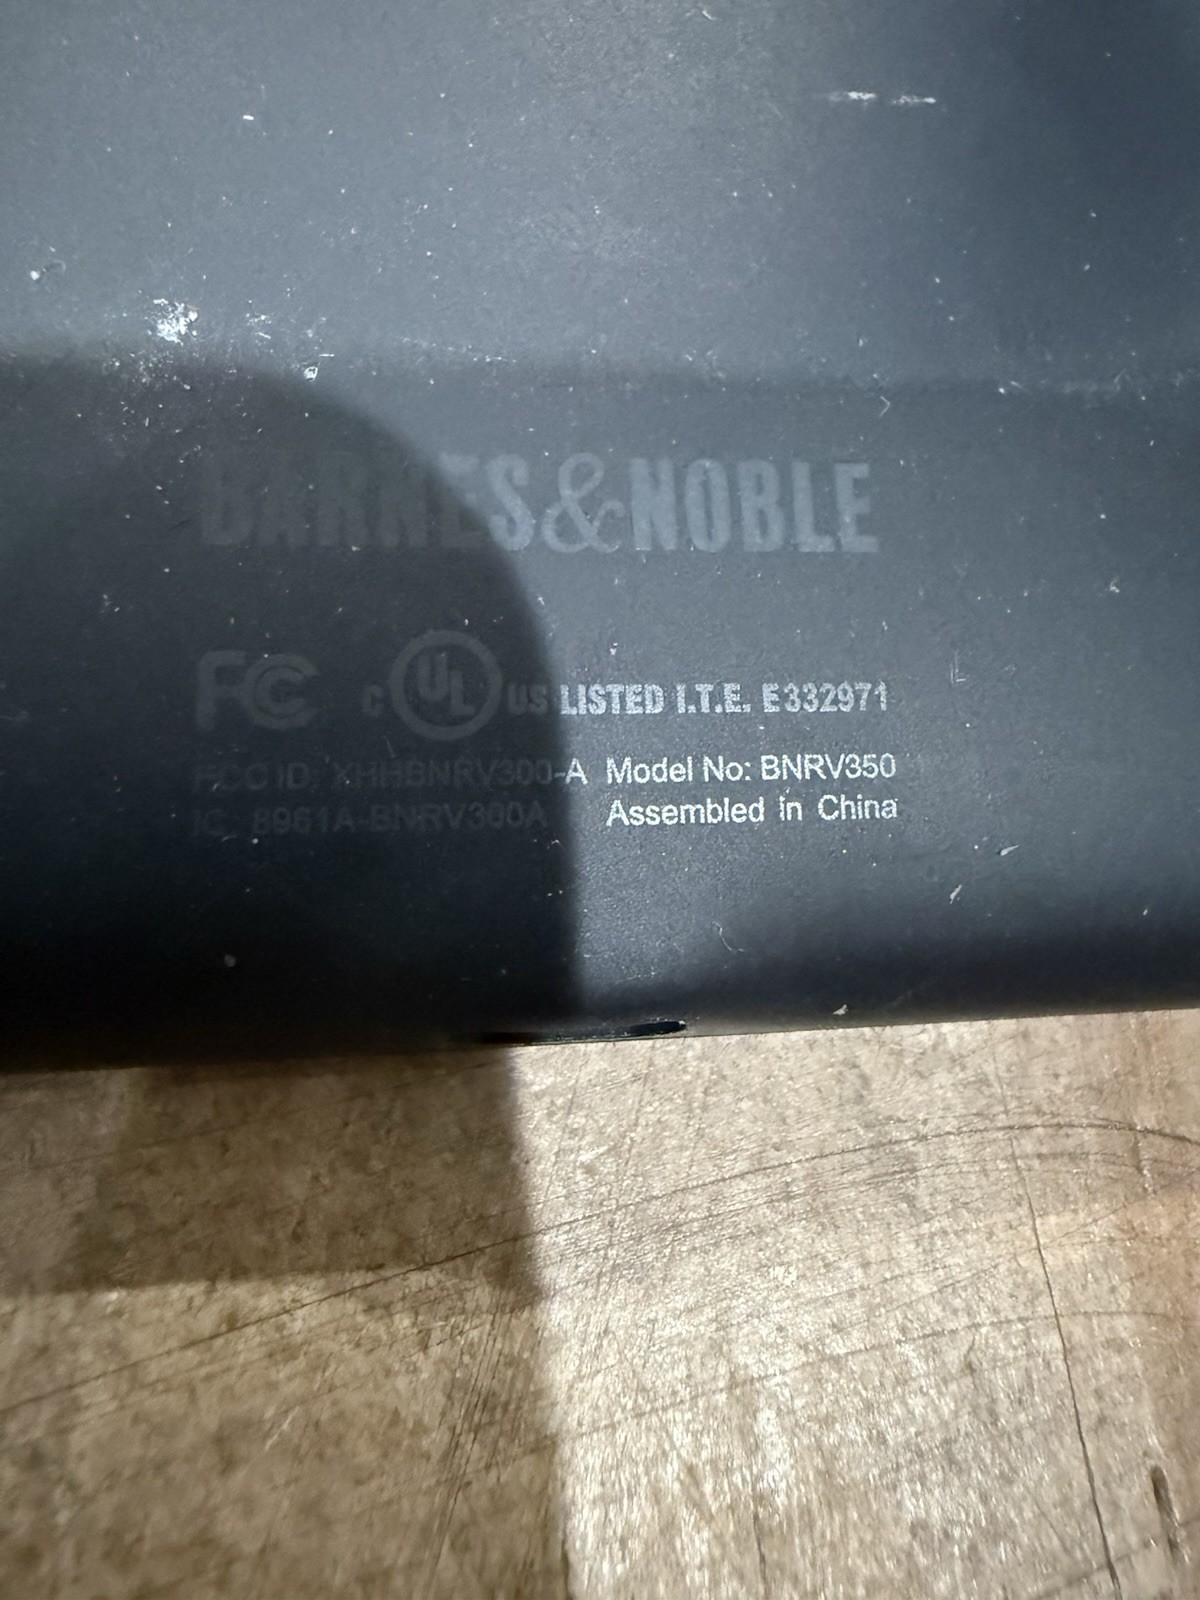 BARNES&NOBLE
FC c UL US LISTED I.T.E. E332971
FCC ID: XHHBNRV300-A Model No: BNRV350
IC 8961A-BNRV300A Assembled in China